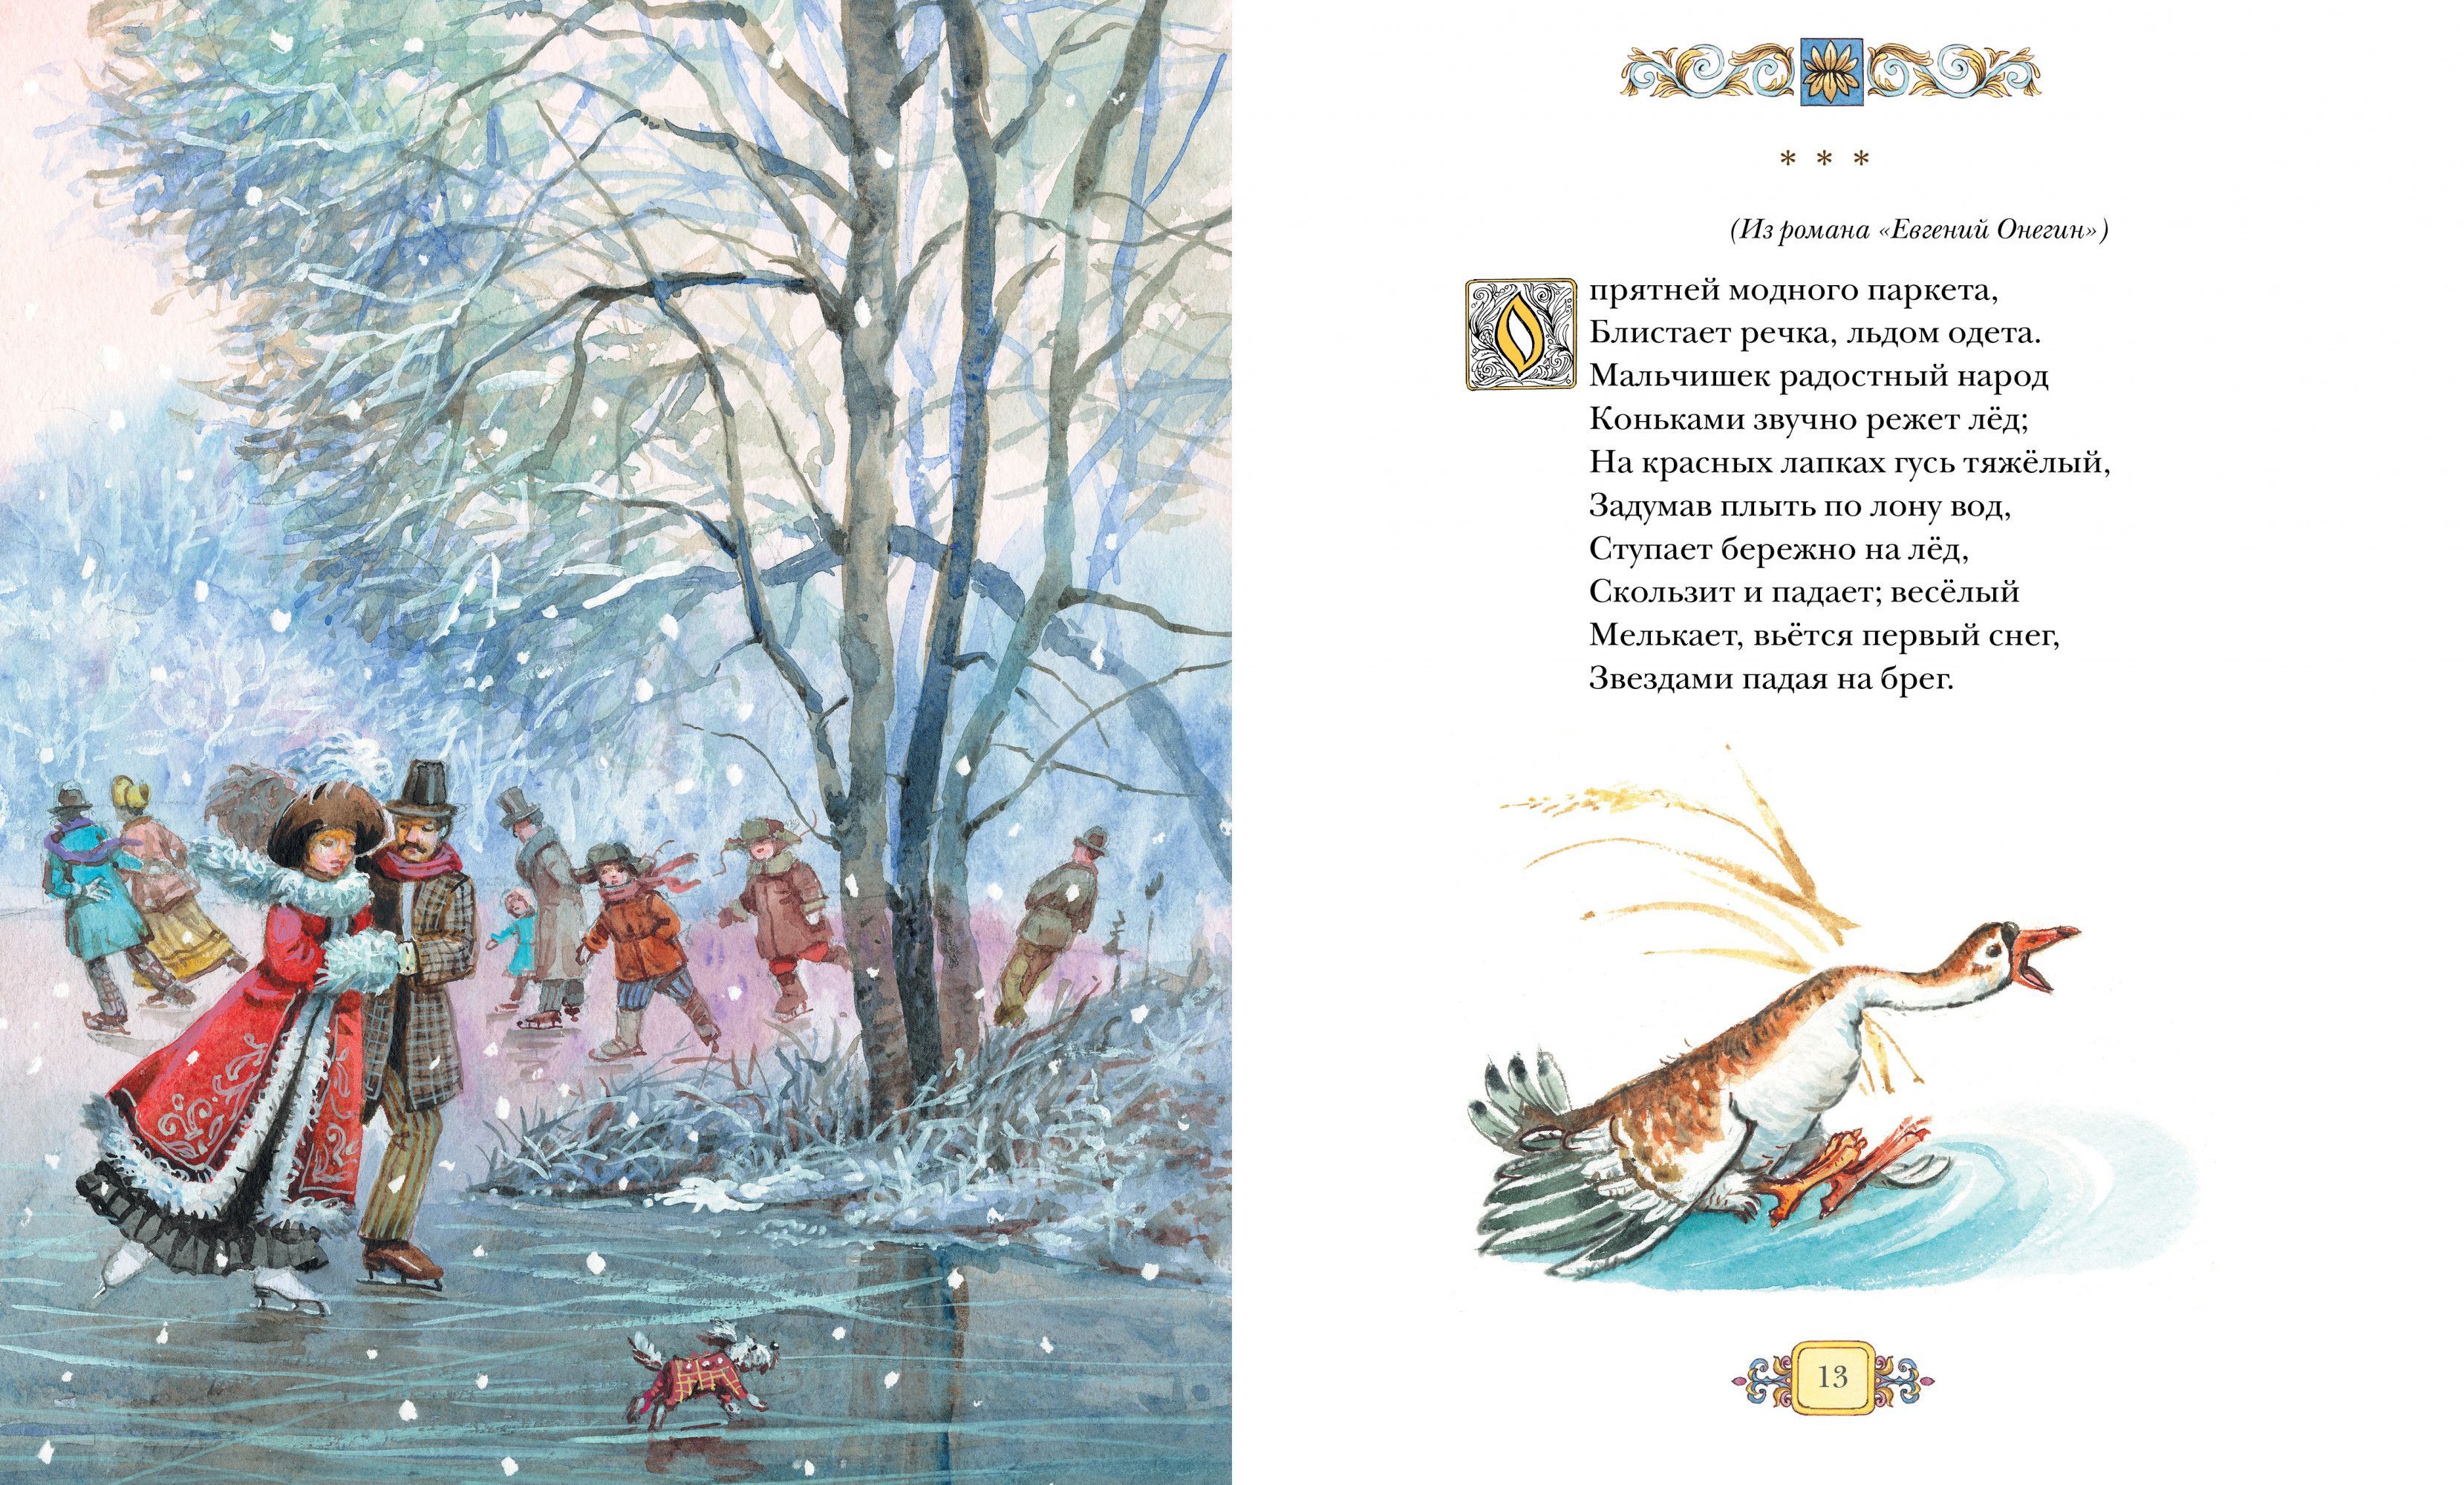 * * *
(Из романа «Евгений Онегин»)
Опрятней модного паркета,
Блистает речка, льдом одета.
Мальчишек радостный народ
Коньками звучно режет лёд;
На красных лапках гусь тяжёлый,
Задумав плыть по лону вод,
Ступает бережно на лёд,
Скользит и падает; весёлый
Мелькает, вьётся первый снег,
Звездами падая на брег.
13